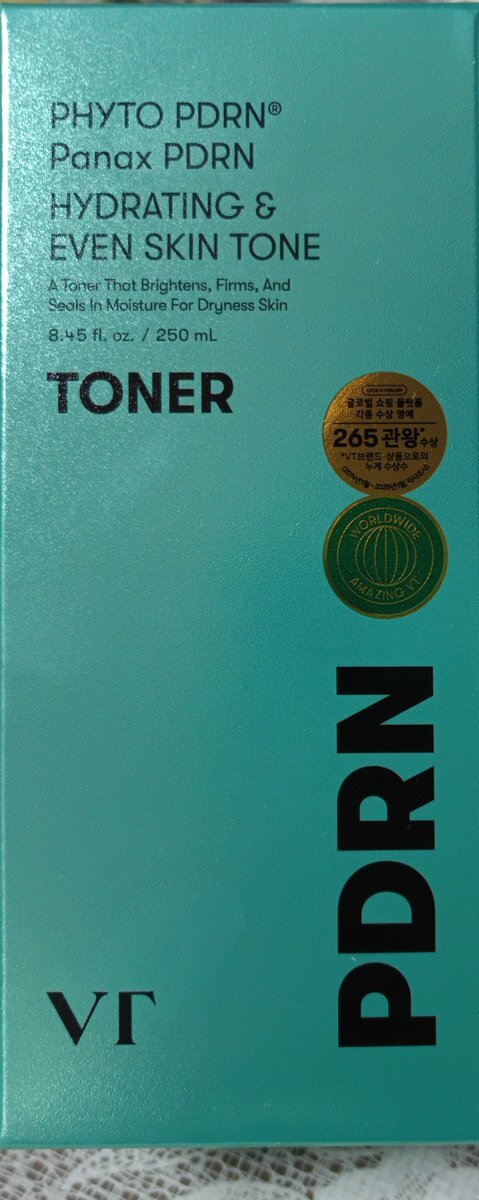 PHYTO PDRN®
Panax PDRN
HYDRATING &
EVEN SKIN TONE
A Toner That Brightens, Firms, And
Seals In Moisture For Dryness Skin
8.45 fl. oz. / 250 mL
TONER
글로벌 쇼핑 플랫폼
각종 수상 명예
265관왕*수상
*VT브랜드 상품으로의
누계 수상수
WORLDWIDE
AMAZING VT
PDRN
VT